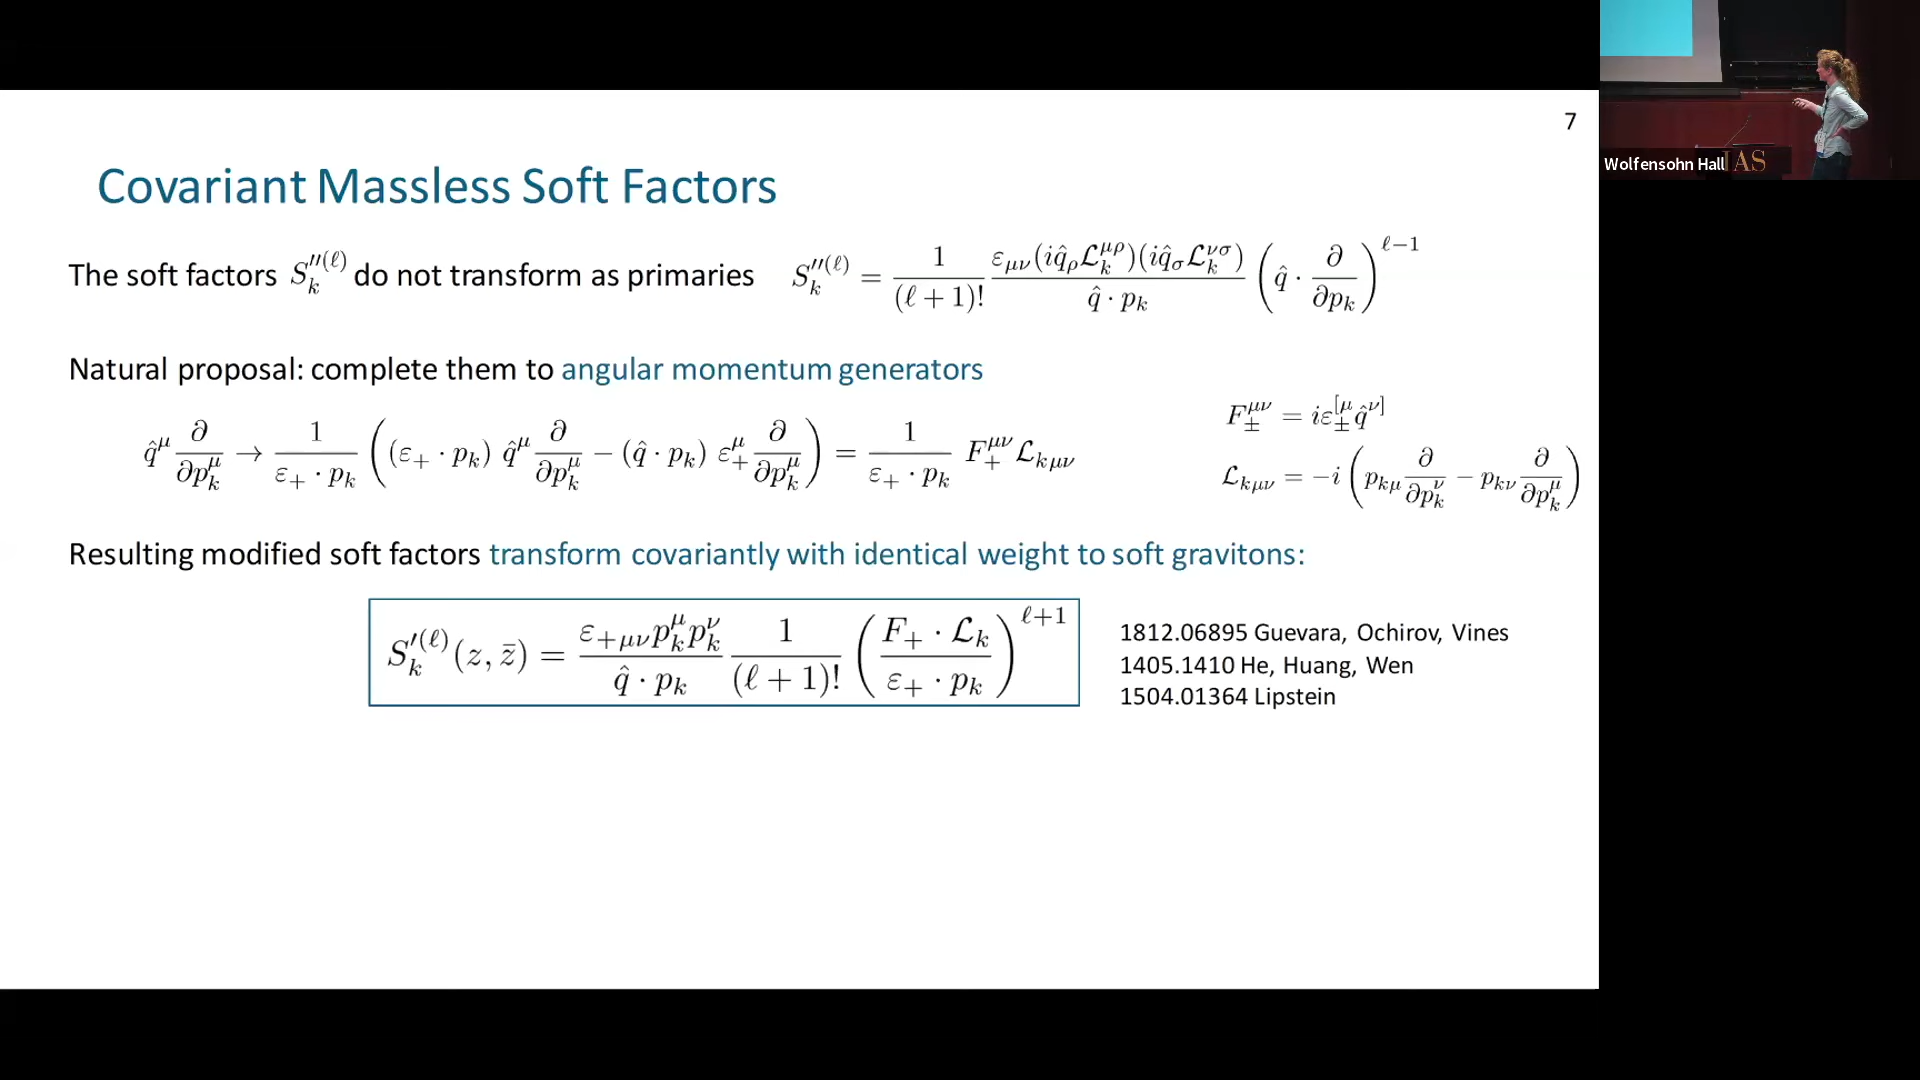 7
Covariant Massless Soft Factors
The soft factors $S_k''^{(\ell)}$ do not transform as primaries $S_k''^{(\ell)} = \frac{1}{(\ell+1)!} \frac{\varepsilon_{\mu\nu}(i\hat{q}_\rho \mathcal{L}_k^{\mu\rho})(i\hat{q}_\sigma \mathcal{L}_k^{\nu\sigma})}{\hat{q} \cdot p_k} \left(\hat{q} \cdot \frac{\partial}{\partial p_k}\right)^{\ell-1}$
Natural proposal: complete them to angular momentum generators
$\hat{q}^\mu \frac{\partial}{\partial p_k^\mu} \to \frac{1}{\varepsilon_+ \cdot p_k} \left( (\varepsilon_+ \cdot p_k)\, \hat{q}^\mu \frac{\partial}{\partial p_k^\mu} - (\hat{q} \cdot p_k)\, \varepsilon_+^\mu \frac{\partial}{\partial p_k^\mu} \right) = \frac{1}{\varepsilon_+ \cdot p_k} F_+^{\mu\nu} \mathcal{L}_{k\mu\nu}$
$F_\pm^{\mu\nu} = i\varepsilon_\pm^{[\mu} \hat{q}^{\nu]}$
$\mathcal{L}_{k\mu\nu} = -i \left( p_{k\mu} \frac{\partial}{\partial p_k^\nu} - p_{k\nu} \frac{\partial}{\partial p_k^\mu} \right)$
Resulting modified soft factors transform covariantly with identical weight to soft gravitons:
$S_k'^{(\ell)}(z, \bar{z}) = \frac{\varepsilon_{+\mu\nu} p_k^\mu p_k^\nu}{\hat{q} \cdot p_k} \frac{1}{(\ell+1)!} \left( \frac{F_+ \cdot \mathcal{L}_k}{\varepsilon_+ \cdot p_k} \right)^{\ell+1}$
1812.06895 Guevara, Ochirov, Vines
1405.1410 He, Huang, Wen
1504.01364 Lipstein
Wolfensohn Hall
IAS